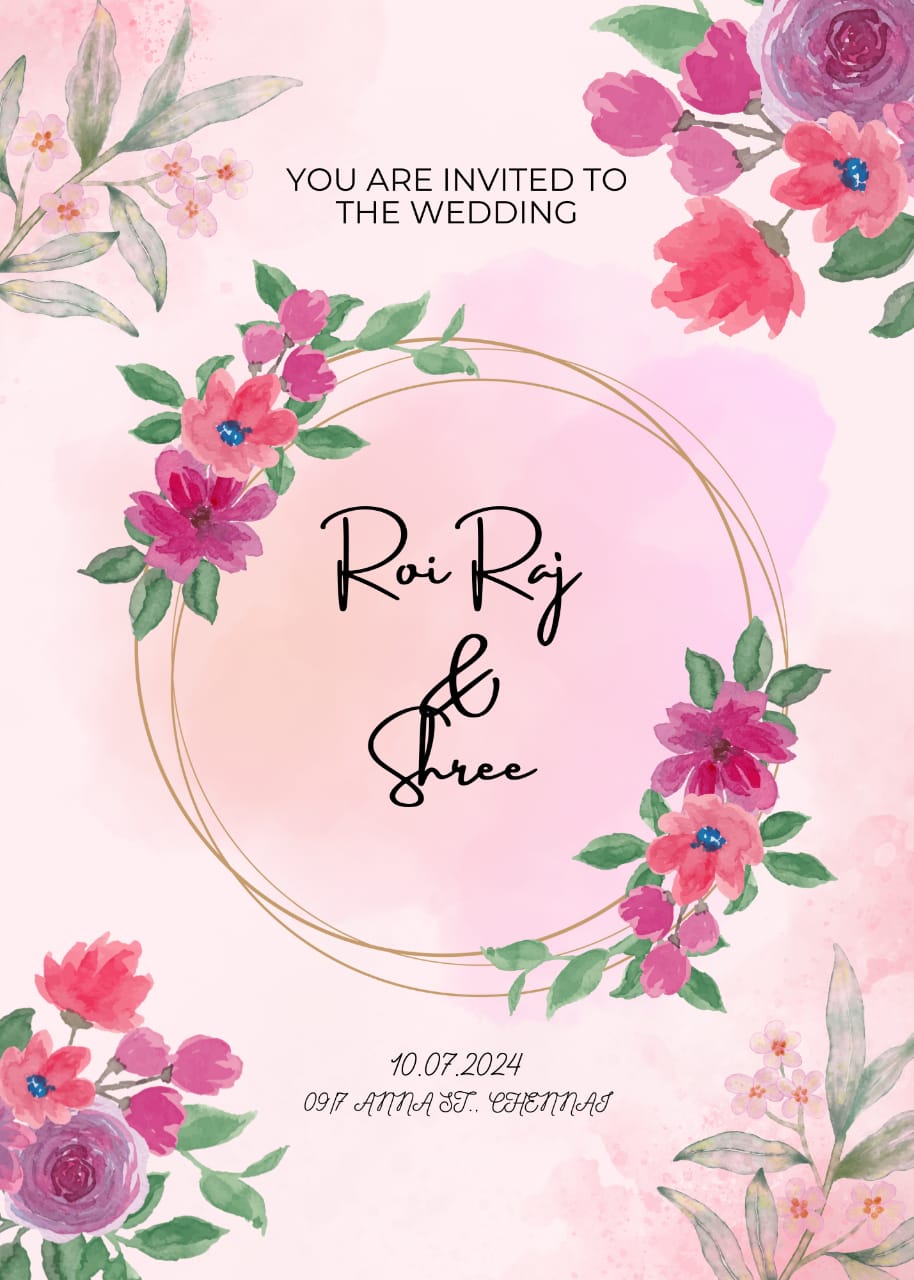 YOU ARE INVITED TO
THE WEDDING
Roi Raj
&
Shree
10.07.2024
09/7 ANNA ST., CHENNAI